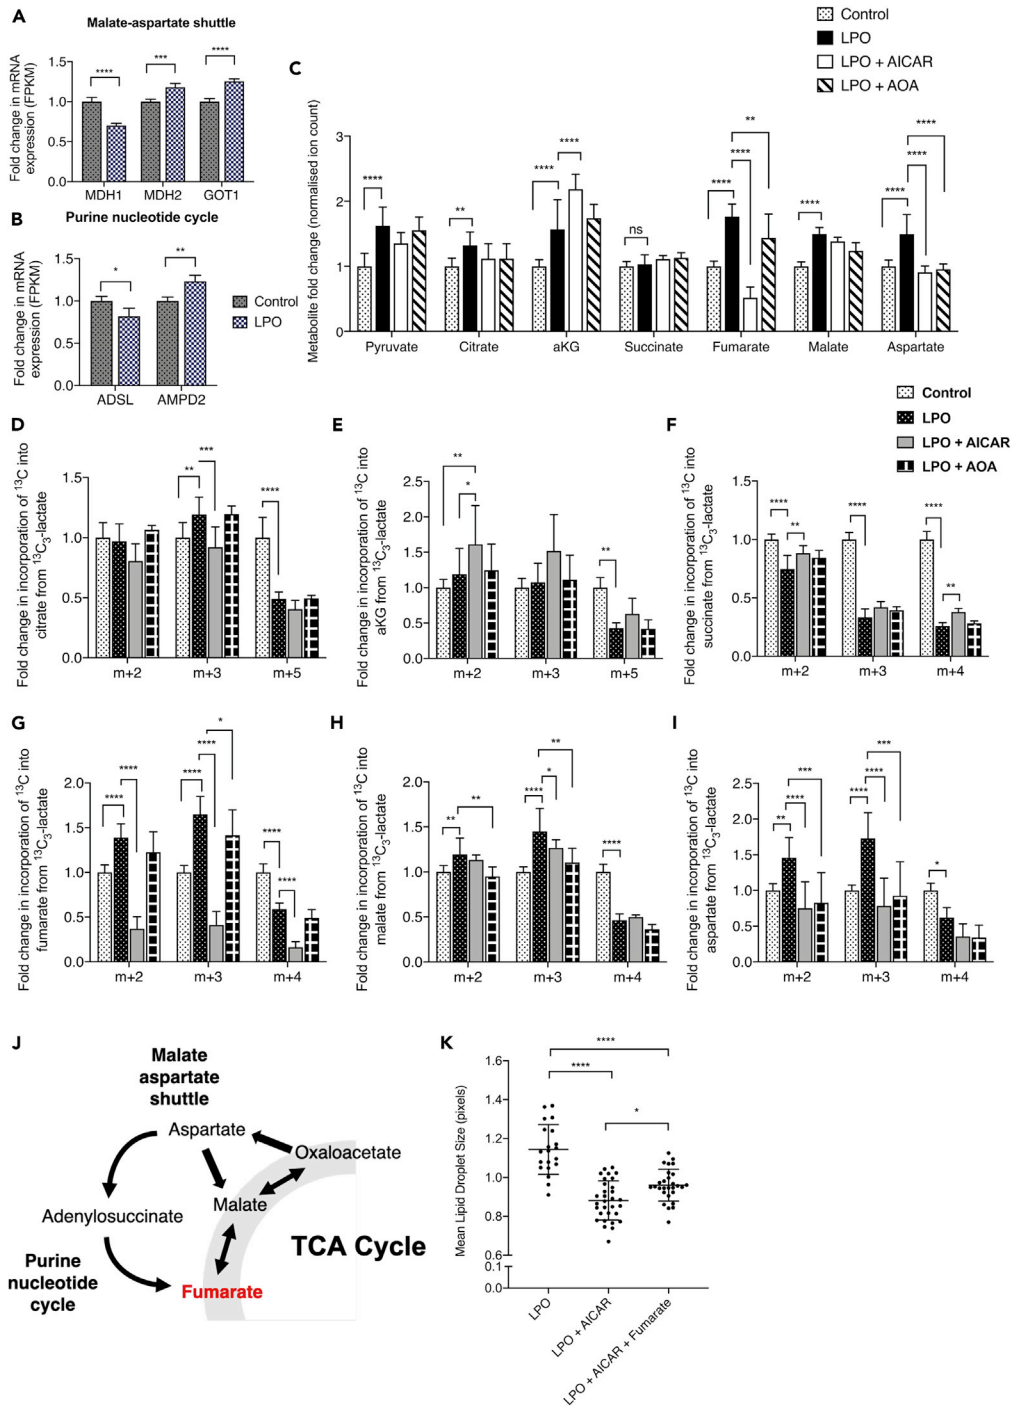 A
Malate-aspartate shuttle
Fold change in mRNA
expression (FPKM)
1.5
1.0
0.5
0.0
****
***
****
MDH1
MDH2
GOT1
B
Purine nucleotide cycle
Fold change in mRNA
expression (FPKM)
1.5
1.0
0.5
0.0
*
**
ADSL
AMPD2
Control
LPO
C
Control
LPO
LPO + AICAR
LPO + AOA
Metabolite fold change (normalised ion count)
3
2
1
0
****
**
****
****
ns
****
****
**
****
****
****
****
Pyruvate
Citrate
aKG
Succinate
Fumarate
Malate
Aspartate
Control
LPO
LPO + AICAR
LPO + AOA
D
Fold change in incorporation of 13C into
citrate from 13C3-lactate
1.5
1.0
0.5
0.0
**
***
****
m+2
m+3
m+5
E
Fold change in incorporation of 13C into
aKG from 13C3-lactate
2.5
2.0
1.5
1.0
0.5
0.0
**
*
**
m+2
m+3
m+5
F
Fold change in incorporation of 13C into
succinate from 13C3-lactate
1.5
1.0
0.5
0.0
****
**
****
****
**
m+2
m+3
m+4
G
Fold change in incorporation of 13C into
fumarate from 13C3-lactate
2.0
1.5
1.0
0.5
0.0
****
****
****
****
*
****
****
m+2
m+3
m+4
H
Fold change in incorporation of 13C into
malate from 13C3-lactate
2.0
1.5
1.0
0.5
0.0
**
**
****
*
**
****
m+2
m+3
m+4
I
Fold change in incorporation of 13C into
aspartate from 13C3-lactate
2.5
2.0
1.5
1.0
0.5
0.0
**
****
***
****
****
***
*
m+2
m+3
m+4
J
Malate
aspartate
shuttle
Aspartate
Oxaloacetate
Malate
Adenylosuccinate
TCA Cycle
Purine
nucleotide
cycle
Fumarate
K
Mean Lipid Droplet Size (pixels)
1.6
1.4
1.2
1.0
0.8
0.6
0.1
0.0
****
****
*
LPO
LPO + AICAR
LPO + AICAR + Fumarate